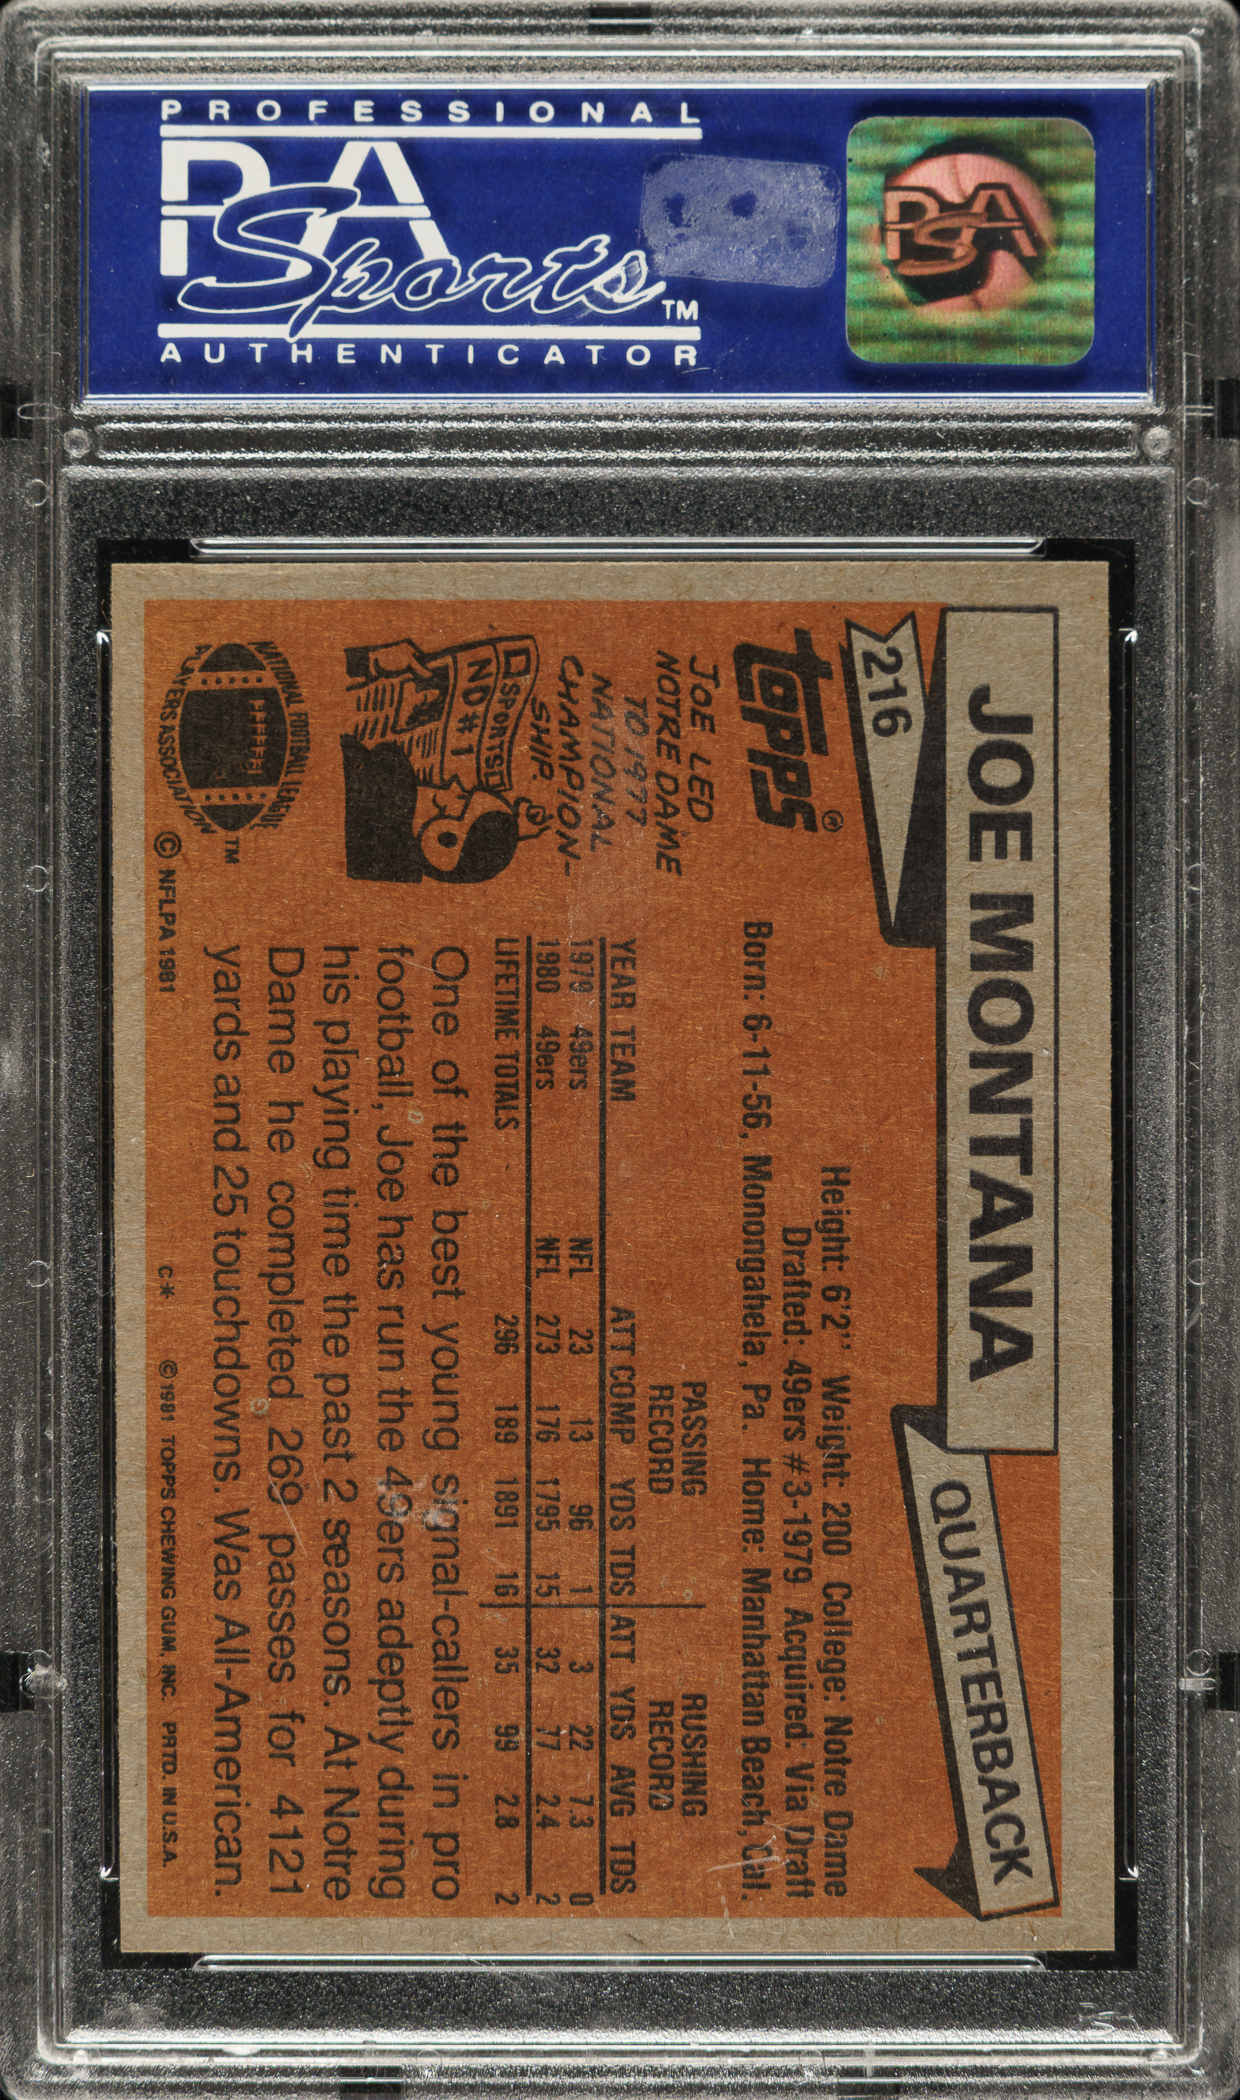 PROFESSIONAL
PSA
Sports TM
AUTHENTICATOR
PSA
216
JOE MONTANA
QUARTERBACK
topps ®
Height: 6'2" Weight: 200 College: Notre Dame
Drafted: 49ers #3-1979 Acquired: Via Draft
Born: 6-11-56, Monongahela, Pa. Home: Manhattan Beach, Cal.
JOE LED
NOTRE DAME
TO 1977
NATIONAL
CHAMPION-
SHIP.
SPORTS
ND #1
PASSING RUSHING
RECORD RECORD
YEAR TEAM ATT COMP YDS TDS ATT YDS AVG TDS
1979 49ers NFL 23 13 96 1 3 22 7.3 0
1980 49ers NFL 273 176 1795 15 32 77 2.4 2
LIFETIME TOTALS 296 189 1891 16 35 99 2.8 2
One of the best young signal-callers in pro
football, Joe has run the 49ers adeptly during
his playing time the past 2 seasons. At Notre
Dame he completed 269 passes for 4121
yards and 25 touchdowns. Was All-American.
NATIONAL FOOTBALL LEAGUE
PLAYERS ASSOCIATION
TM
© NFLPA 1981
C* © 1981 TOPPS CHEWING GUM, INC. PRTD. IN U.S.A.